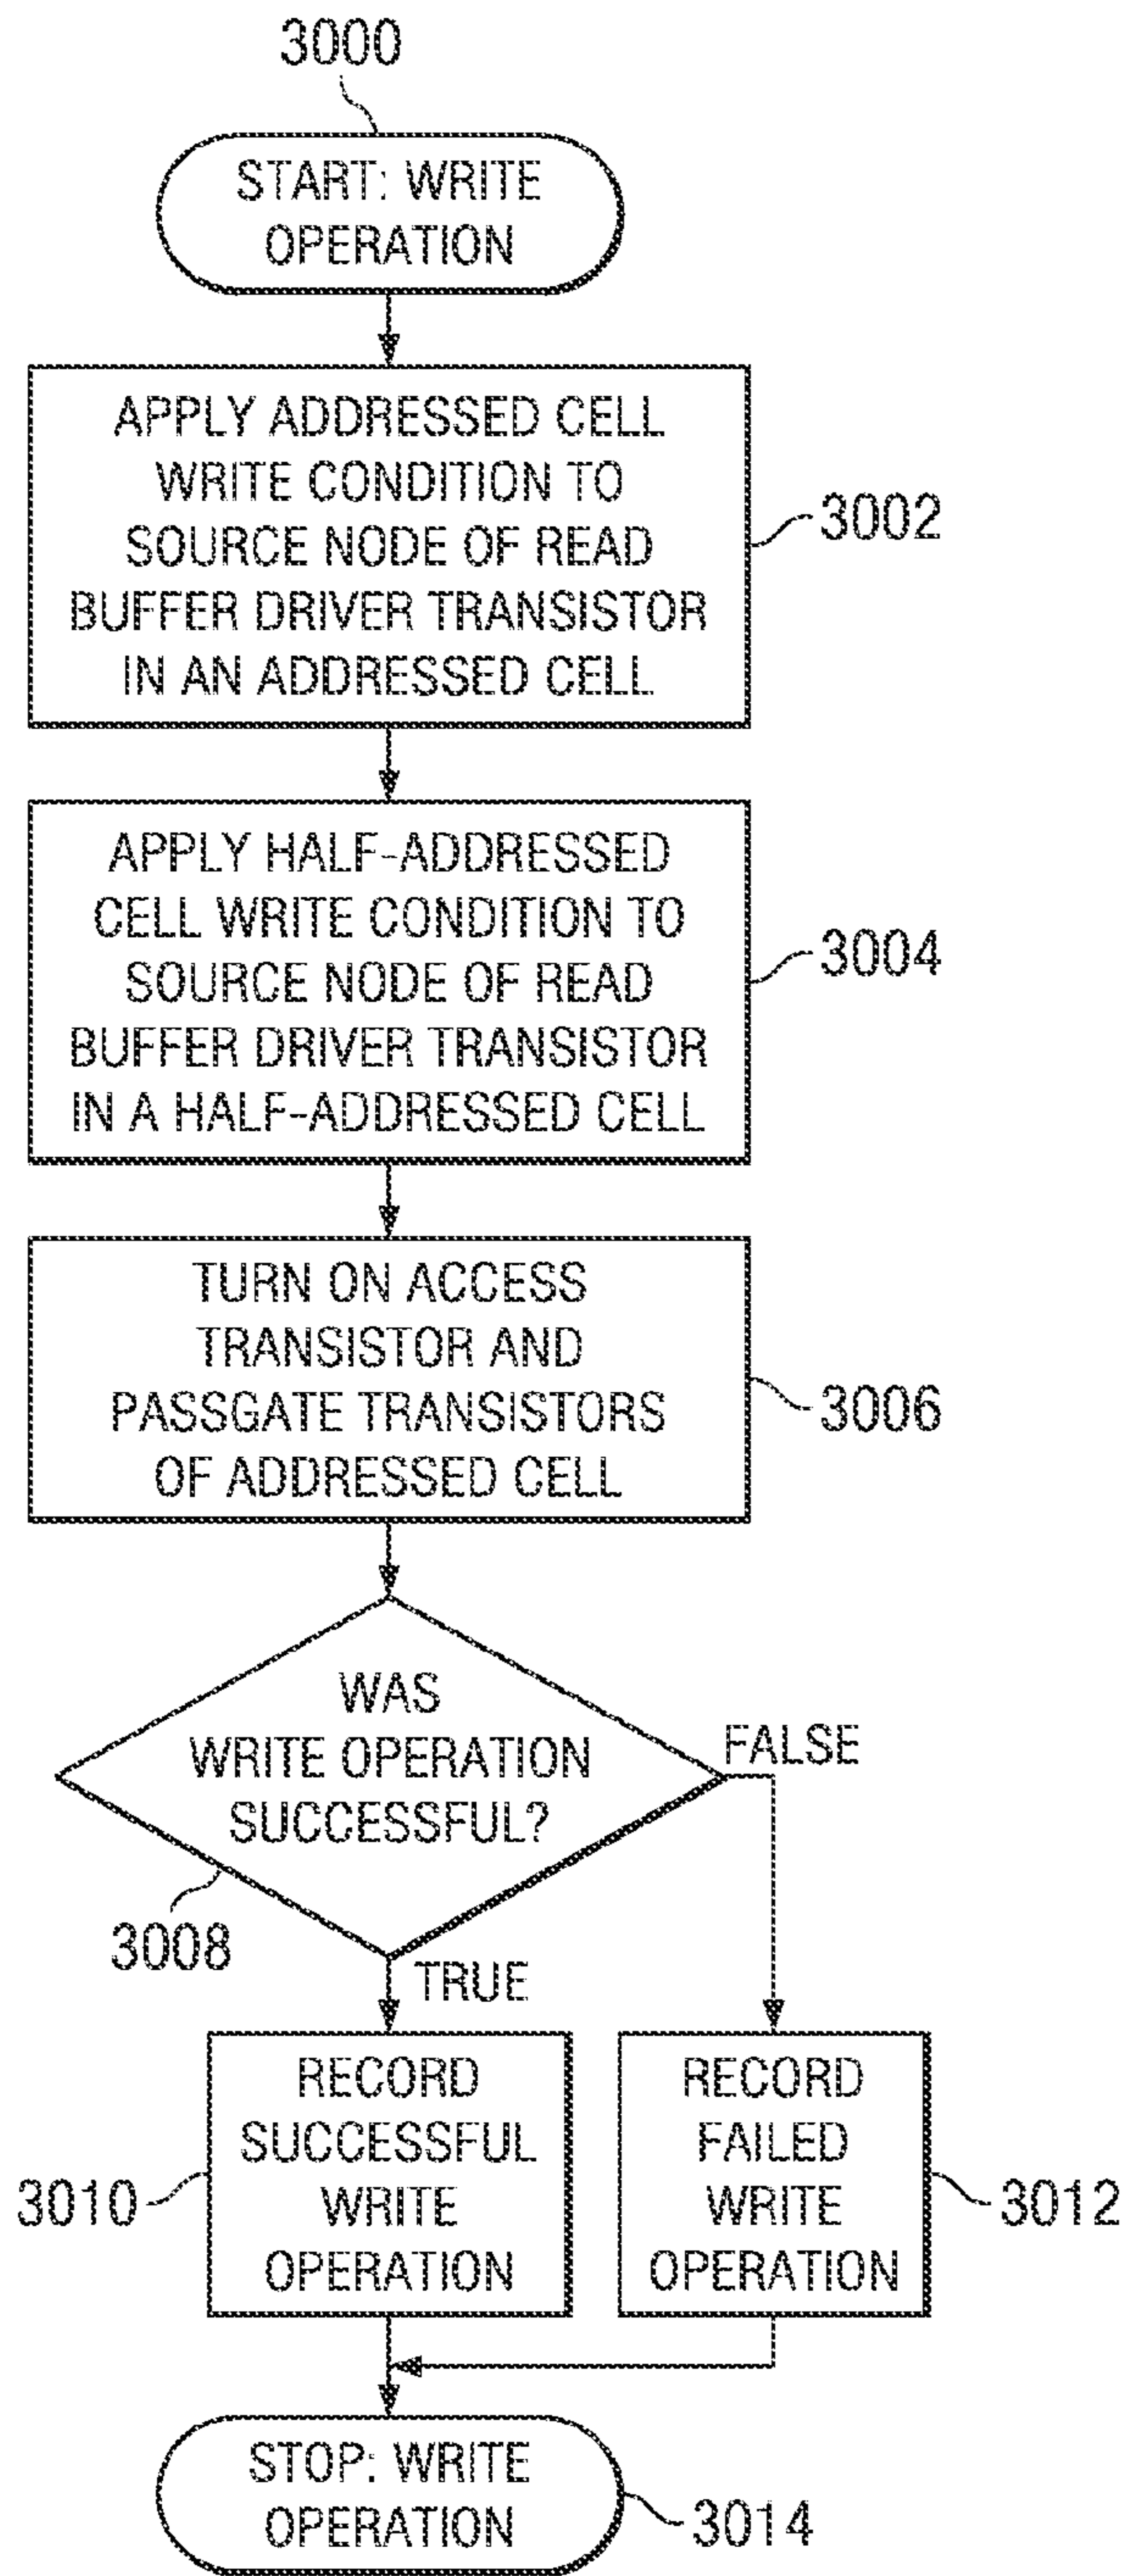 3000
START: WRITE
OPERATION
APPLY ADDRESSED CELL
WRITE CONDITION TO
SOURCE NODE OF READ
BUFFER DRIVER TRANSISTOR
IN AN ADDRESSED CELL
3002
APPLY HALF-ADDRESSED
CELL WRITE CONDITION TO
SOURCE NODE OF READ
BUFFER DRIVER TRANSISTOR
IN A HALF-ADDRESSED CELL
3004
TURN ON ACCESS
TRANSISTOR AND
PASSGATE TRANSISTORS
OF ADDRESSED CELL
3006
WAS
WRITE OPERATION
SUCCESSFUL?
FALSE
3008
TRUE
RECORD
SUCCESSFUL
WRITE
OPERATION
3010
RECORD
FAILED
WRITE
OPERATION
3012
STOP: WRITE
OPERATION
3014